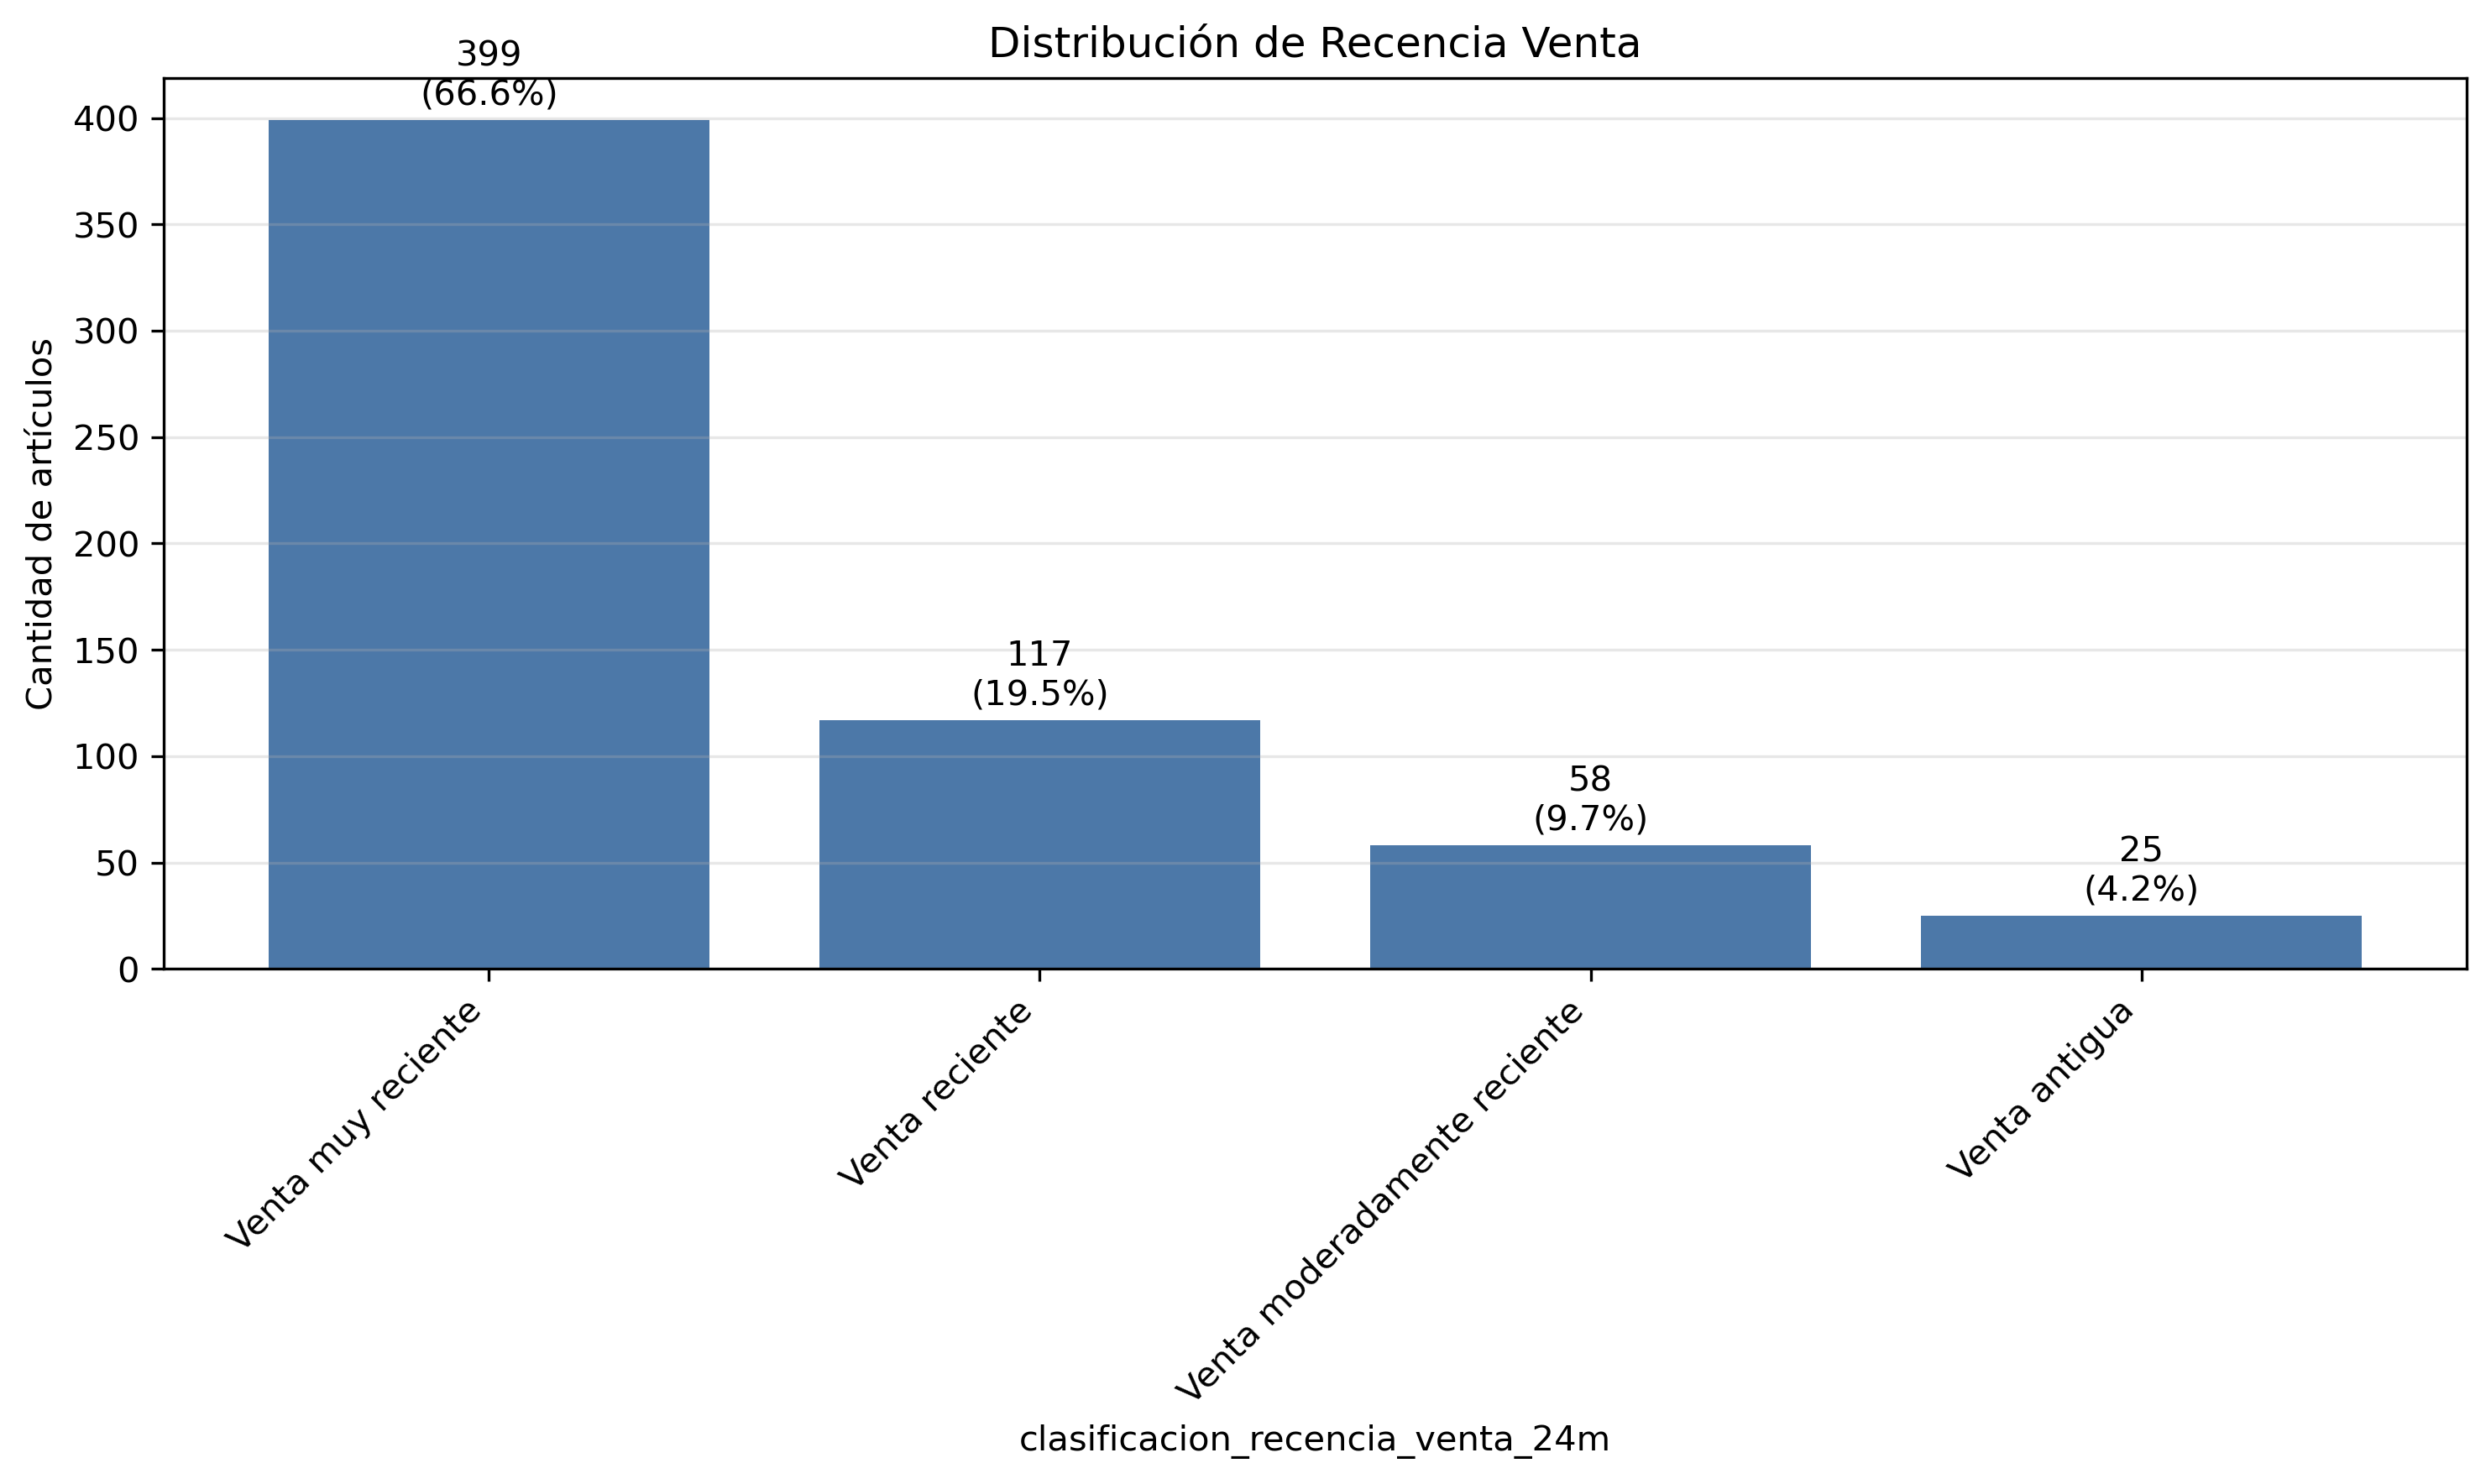 Distribución de Recencia Venta
399
(66.6%)
117
(19.5%)
58
(9.7%)
25
(4.2%)
400
350
300
250
200
150
100
50
0
Cantidad de artículos
Venta muy reciente
Venta reciente
Venta moderadamente reciente
Venta antigua
clasificacion_recencia_venta_24m